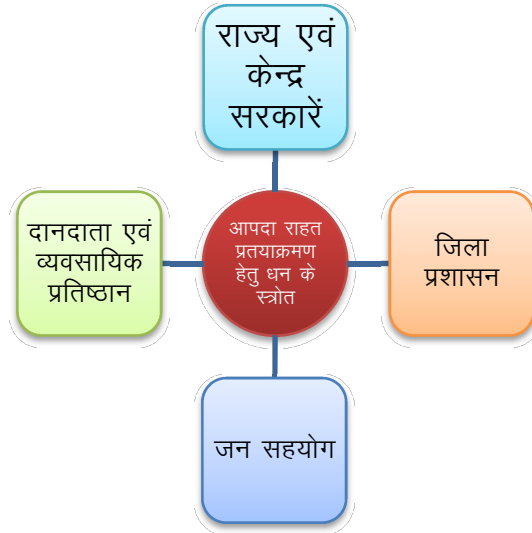 राज्य एवं
केन्द्र
सरकारें
दानदाता एवं
व्यवसायिक
प्रतिष्ठान
आपदा राहत
प्रतयाक्रमण
हेतु धन के
स्त्रोत
जिला
प्रशासन
जन सहयोग